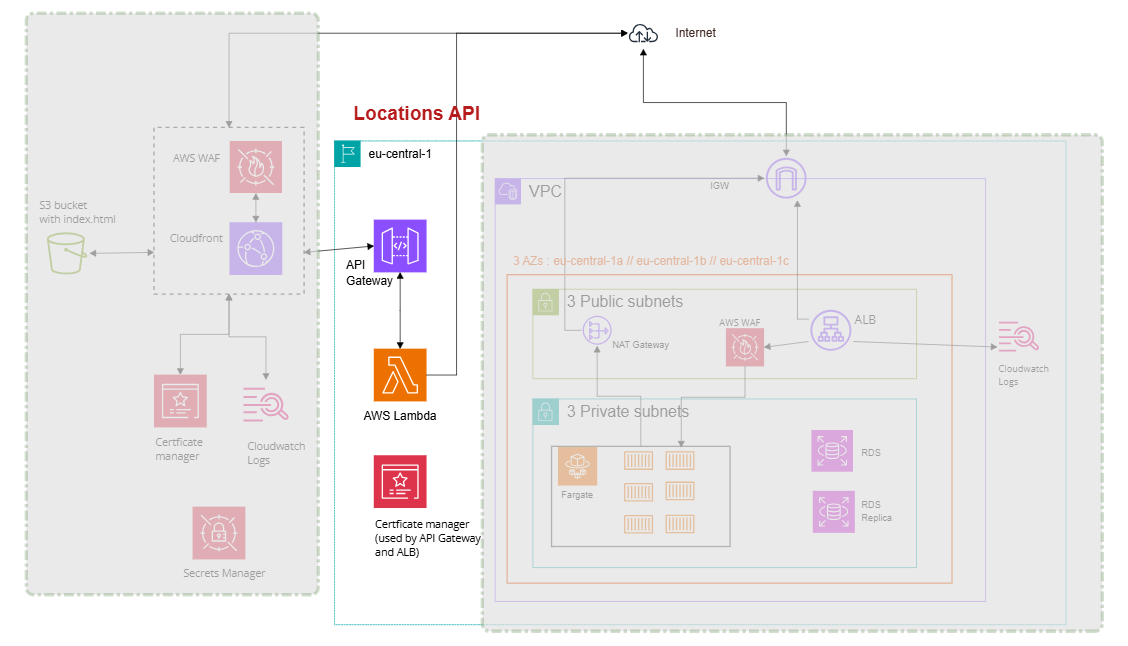 Internet
Locations API
eu-central-1
AWS WAF
S3 bucket
with index.html
Cloudfront
API
Gateway
AWS Lambda
Certficate
manager
Cloudwatch
Logs
Certficate manager
(used by API Gateway
and ALB)
Secrets Manager
IGW
VPC
3 AZs : eu-central-1a // eu-central-1b // eu-central-1c
3 Public subnets
NAT Gateway
AWS WAF
ALB
Cloudwatch
Logs
3 Private subnets
Fargate
RDS
RDS
Replica